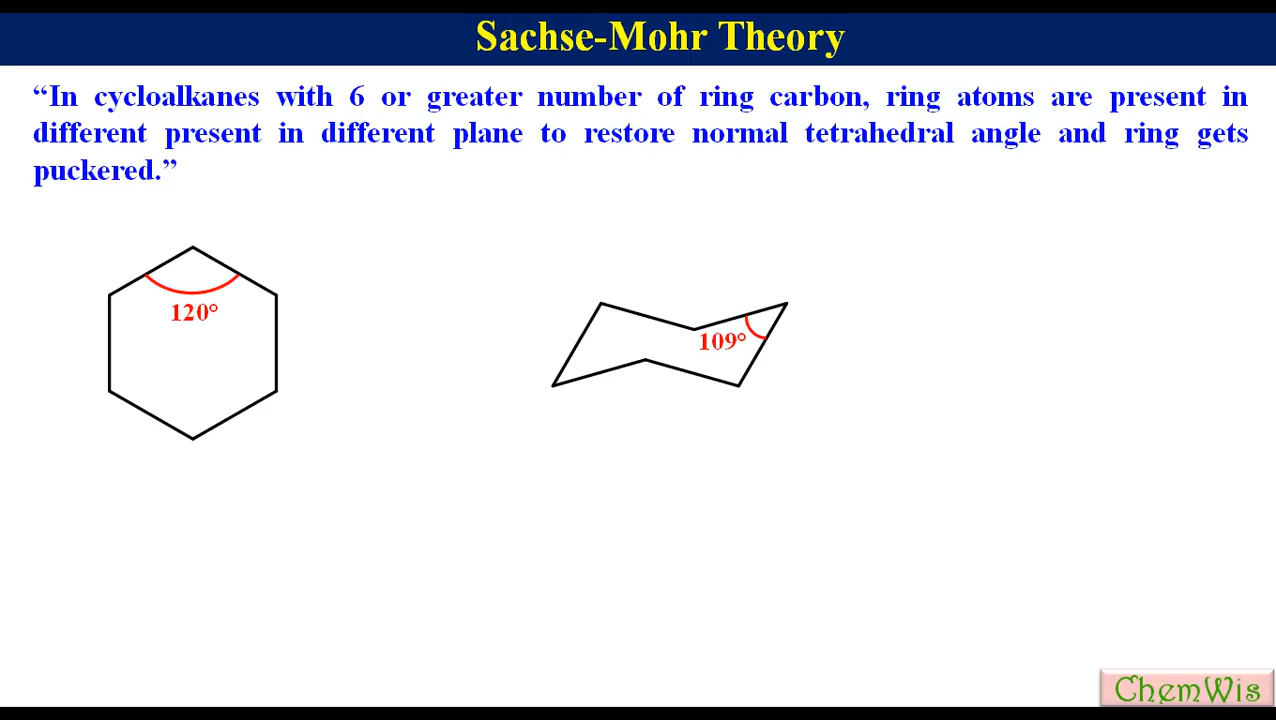 Sachse-Mohr Theory
“In cycloalkanes with 6 or greater number of ring carbon, ring atoms are present in
different present in different plane to restore normal tetrahedral angle and ring gets
puckered.”
120°
109°
ChemWis